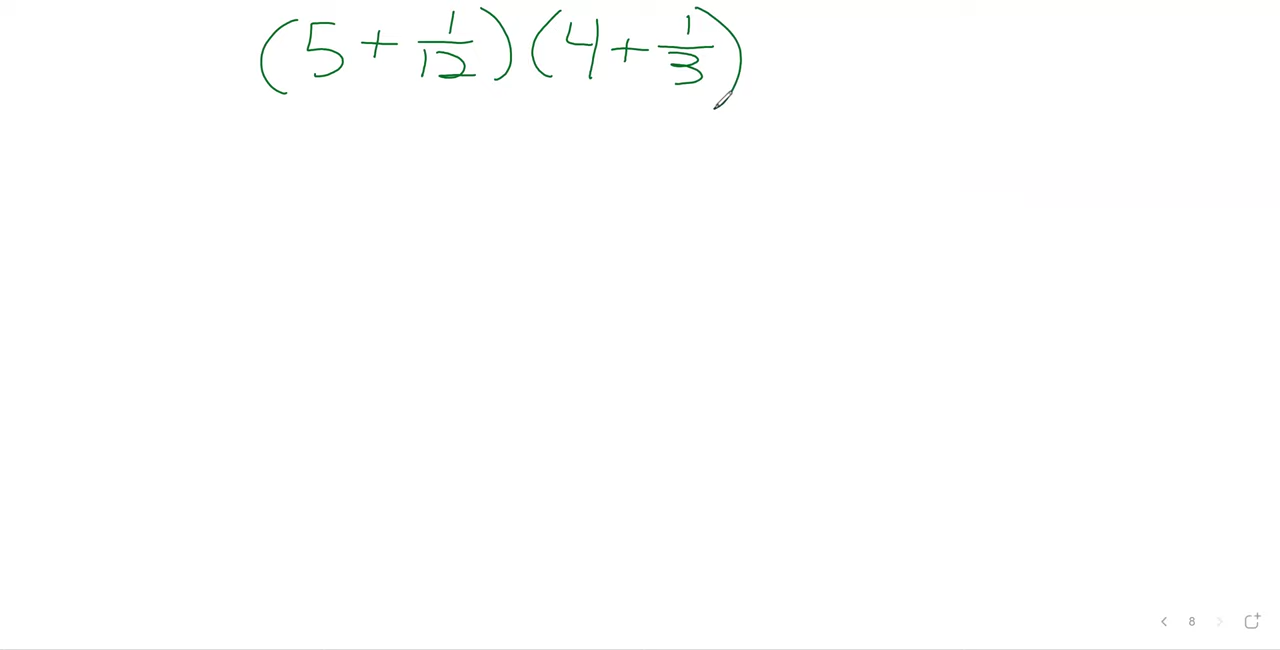 (5 + 1/12)(4 + 1/3)
8